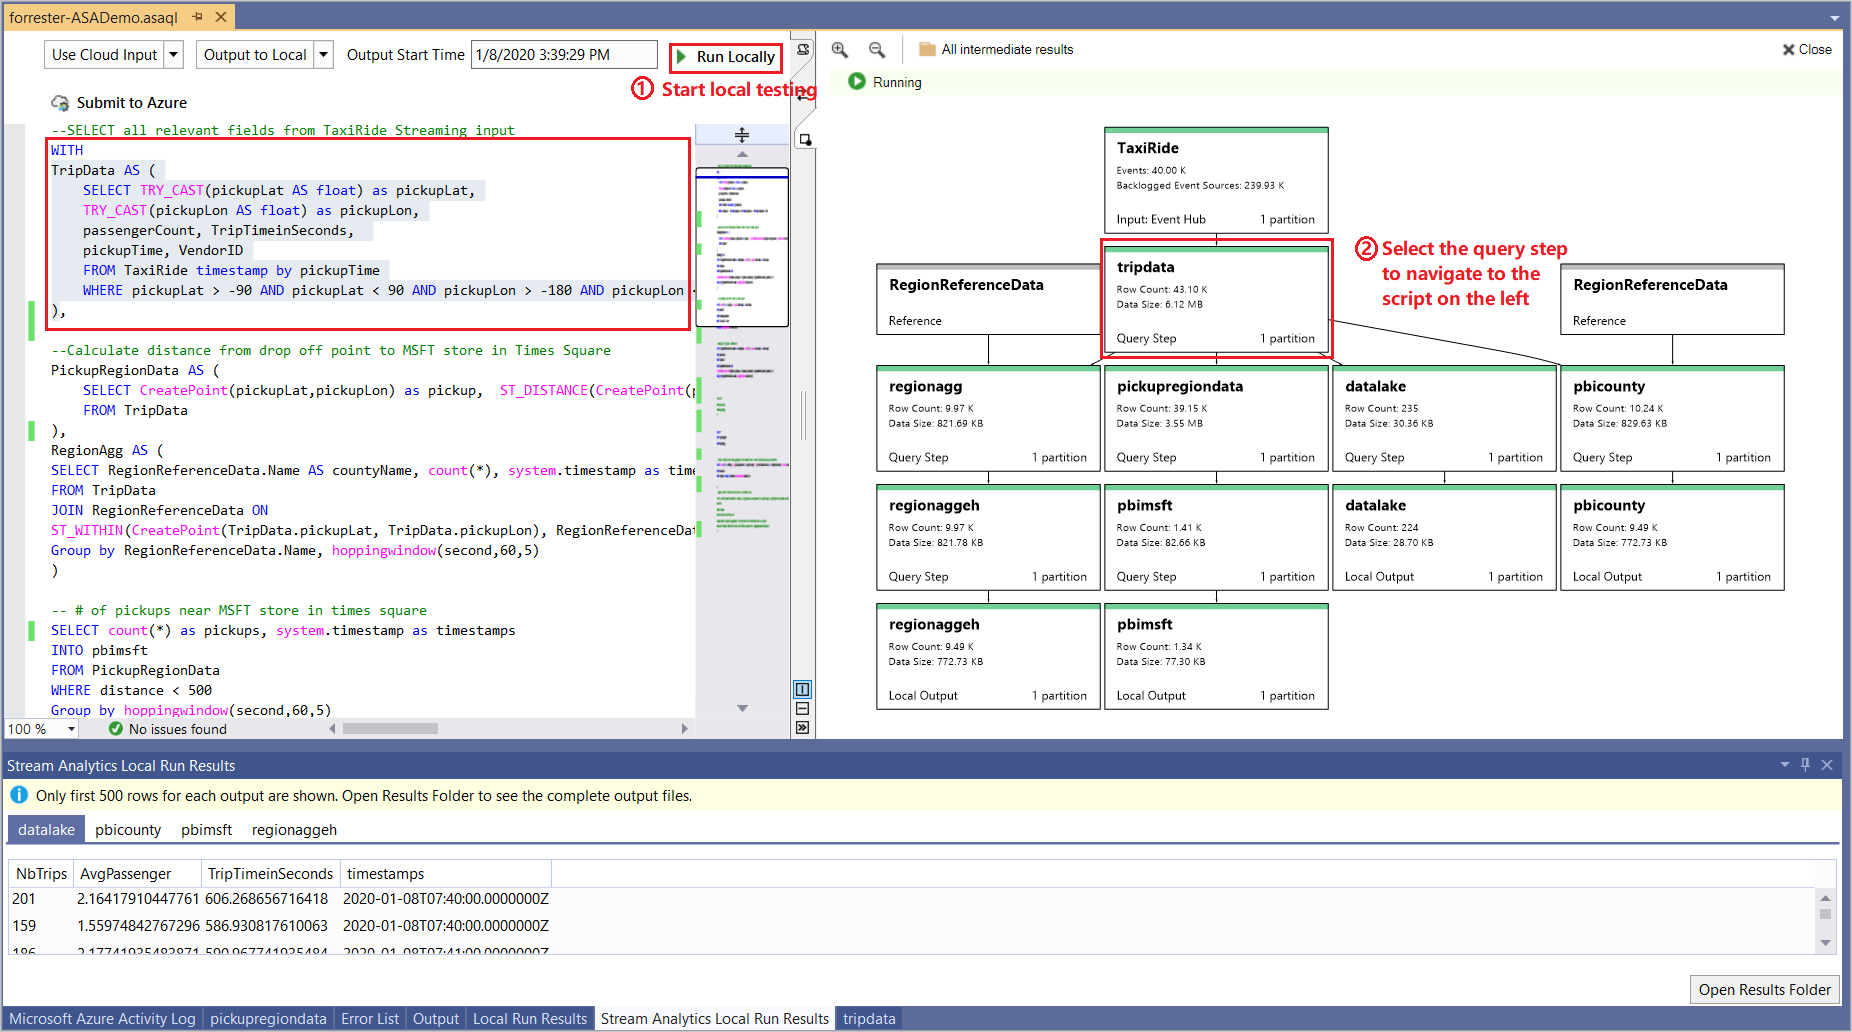 forrester-ASADemo.asaql
Use Cloud Input
Output to Local
Output Start Time
1/8/2020 3:39:29 PM
Run Locally
① Start local testing
Submit to Azure
--SELECT all relevant fields from TaxiRide Streaming input
WITH
TripData AS (
SELECT TRY_CAST(pickupLat AS float) as pickupLat,
TRY_CAST(pickupLon AS float) as pickupLon,
passengerCount, TripTimeinSeconds,
pickupTime, VendorID
FROM TaxiRide timestamp by pickupTime
WHERE pickupLat > -90 AND pickupLat < 90 AND pickupLon > -180 AND pickupLon
),
--Calculate distance from drop off point to MSFT store in Times Square
PickupRegionData AS (
SELECT CreatePoint(pickupLat,pickupLon) as pickup, ST_DISTANCE(CreatePoint(
FROM TripData
),
RegionAgg AS (
SELECT RegionReferenceData.Name AS countyName, count(*), system.timestamp as time
FROM TripData
JOIN RegionReferenceData ON
ST_WITHIN(CreatePoint(TripData.pickupLat, TripData.pickupLon), RegionReferenceDat
Group by RegionReferenceData.Name, hoppingwindow(second,60,5)
)
-- # of pickups near MSFT store in times square
SELECT count(*) as pickups, system.timestamp as timestamps
INTO pbimsft
FROM PickupRegionData
WHERE distance < 500
Group by hoppingwindow(second,60,5)
100 %
No issues found
All intermediate results
Close
Running
TaxiRide
Events: 40.00 K
Backlogged Event Sources: 239.93 K
Input: Event Hub 1 partition
RegionReferenceData
Reference
tripdata
Row Count: 43.10 K
Data Size: 6.12 MB
Query Step 1 partition
② Select the query step
to navigate to the
script on the left
RegionReferenceData
Reference
regionagg
Row Count: 9.97 K
Data Size: 821.69 KB
Query Step 1 partition
pickupregiondata
Row Count: 39.15 K
Data Size: 3.55 MB
Query Step 1 partition
datalake
Row Count: 235
Data Size: 30.36 KB
Query Step 1 partition
pbicounty
Row Count: 10.24 K
Data Size: 829.63 KB
Query Step 1 partition
regionaggeh
Row Count: 9.97 K
Data Size: 821.78 KB
Query Step 1 partition
pbimsft
Row Count: 1.41 K
Data Size: 82.66 KB
Query Step 1 partition
datalake
Row Count: 224
Data Size: 28.70 KB
Local Output 1 partition
pbicounty
Row Count: 9.49 K
Data Size: 772.73 KB
Local Output 1 partition
regionaggeh
Row Count: 9.49 K
Data Size: 772.73 KB
Local Output 1 partition
pbimsft
Row Count: 1.34 K
Data Size: 77.30 KB
Local Output 1 partition
Stream Analytics Local Run Results
Only first 500 rows for each output are shown. Open Results Folder to see the complete output files.
datalake pbicounty pbimsft regionaggeh
NbTrips AvgPassenger TripTimeinSeconds timestamps
201 2.16417910447761 606.268656716418 2020-01-08T07:40:00.0000000Z
159 1.55974842767296 586.930817610063 2020-01-08T07:40:00.0000000Z
186 2.17741935483871 590.967741935484 2020-01-08T07:41:00.0000000Z
Open Results Folder
Microsoft Azure Activity Log pickupregiondata Error List Output Local Run Results Stream Analytics Local Run Results tripdata